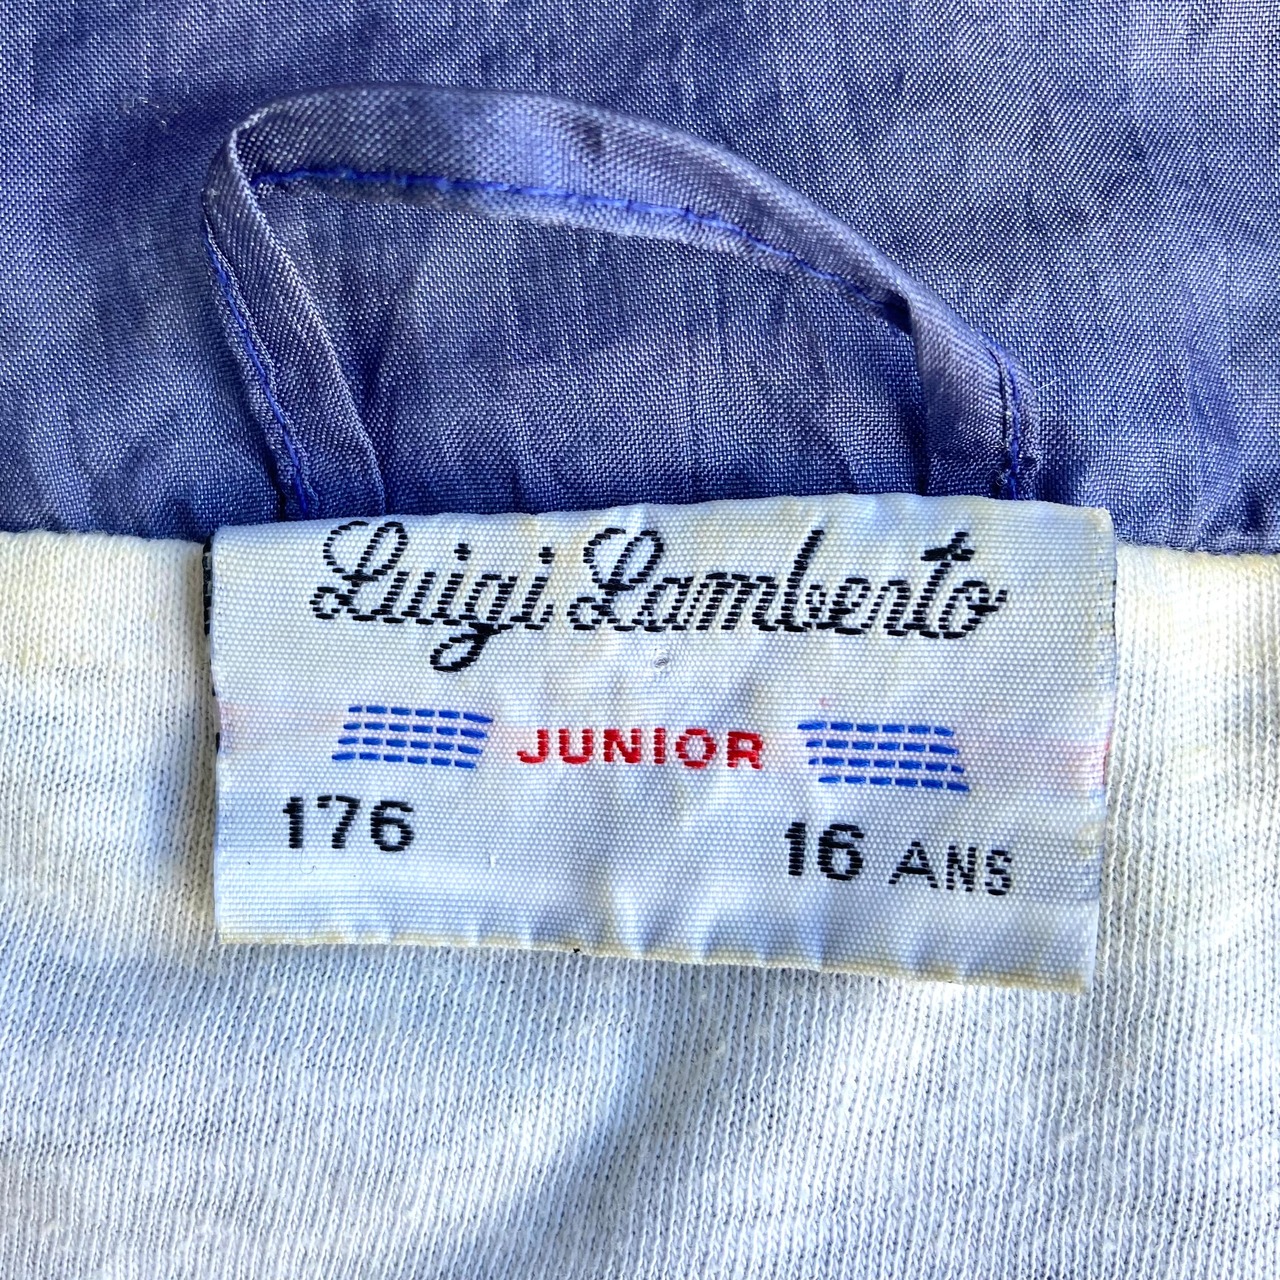 Luigi Lamberto
JUNIOR
176 16 ANS